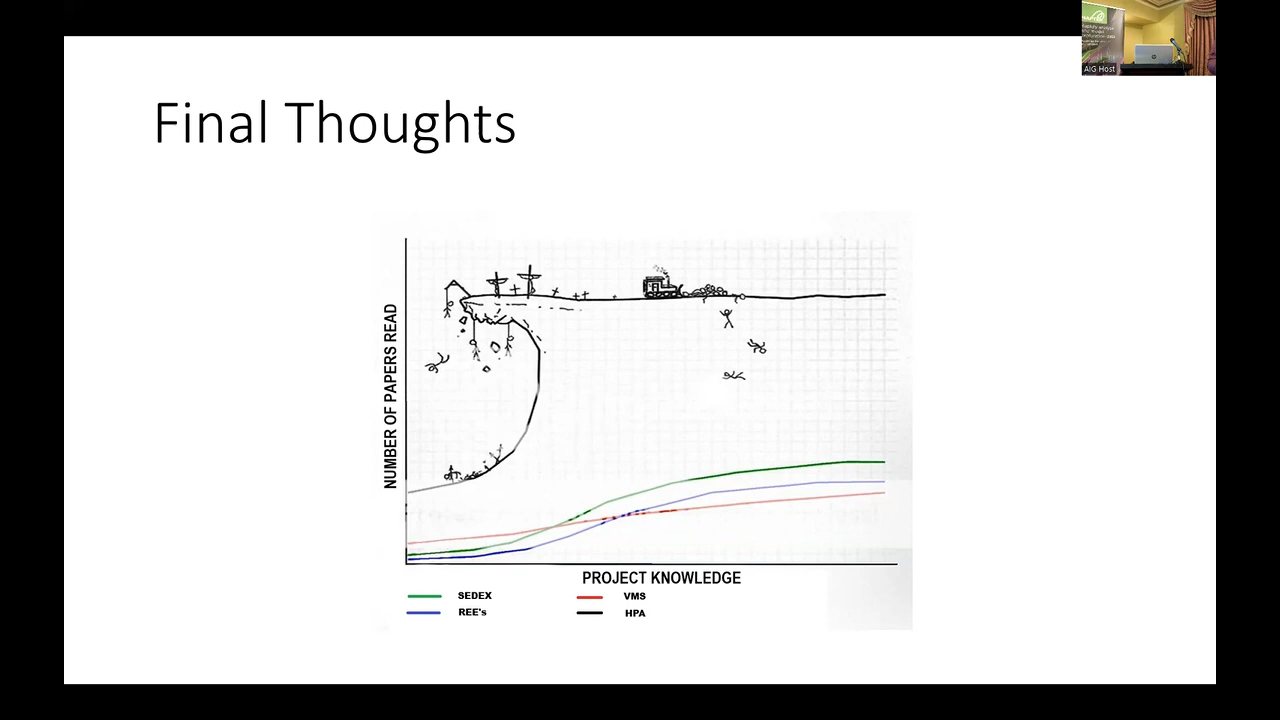 AIG Host
Final Thoughts
NUMBER OF PAPERS READ
PROJECT KNOWLEDGE
SEDEX
VMS
REE's
HPA